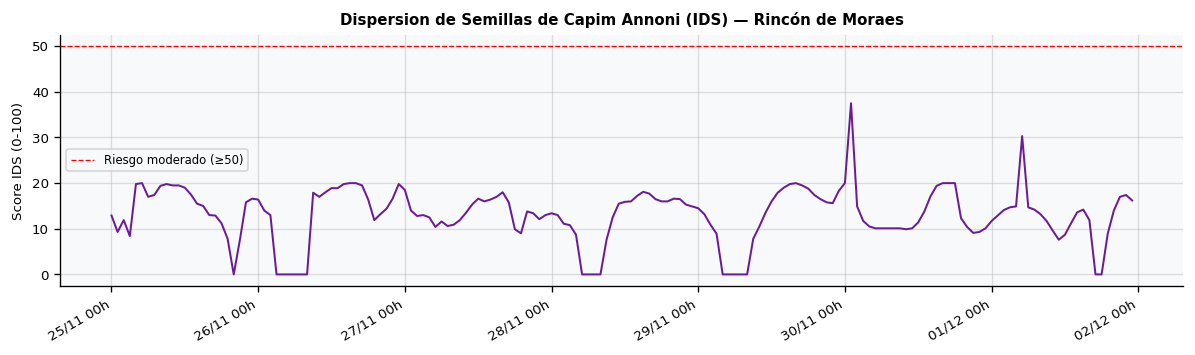 Dispersion de Semillas de Capim Annoni (IDS) — Rincón de Moraes
Score IDS (0-100)
50
40
30
20
10
0
Riesgo moderado (≥50)
25/11 00h
26/11 00h
27/11 00h
28/11 00h
29/11 00h
30/11 00h
01/12 00h
02/12 00h